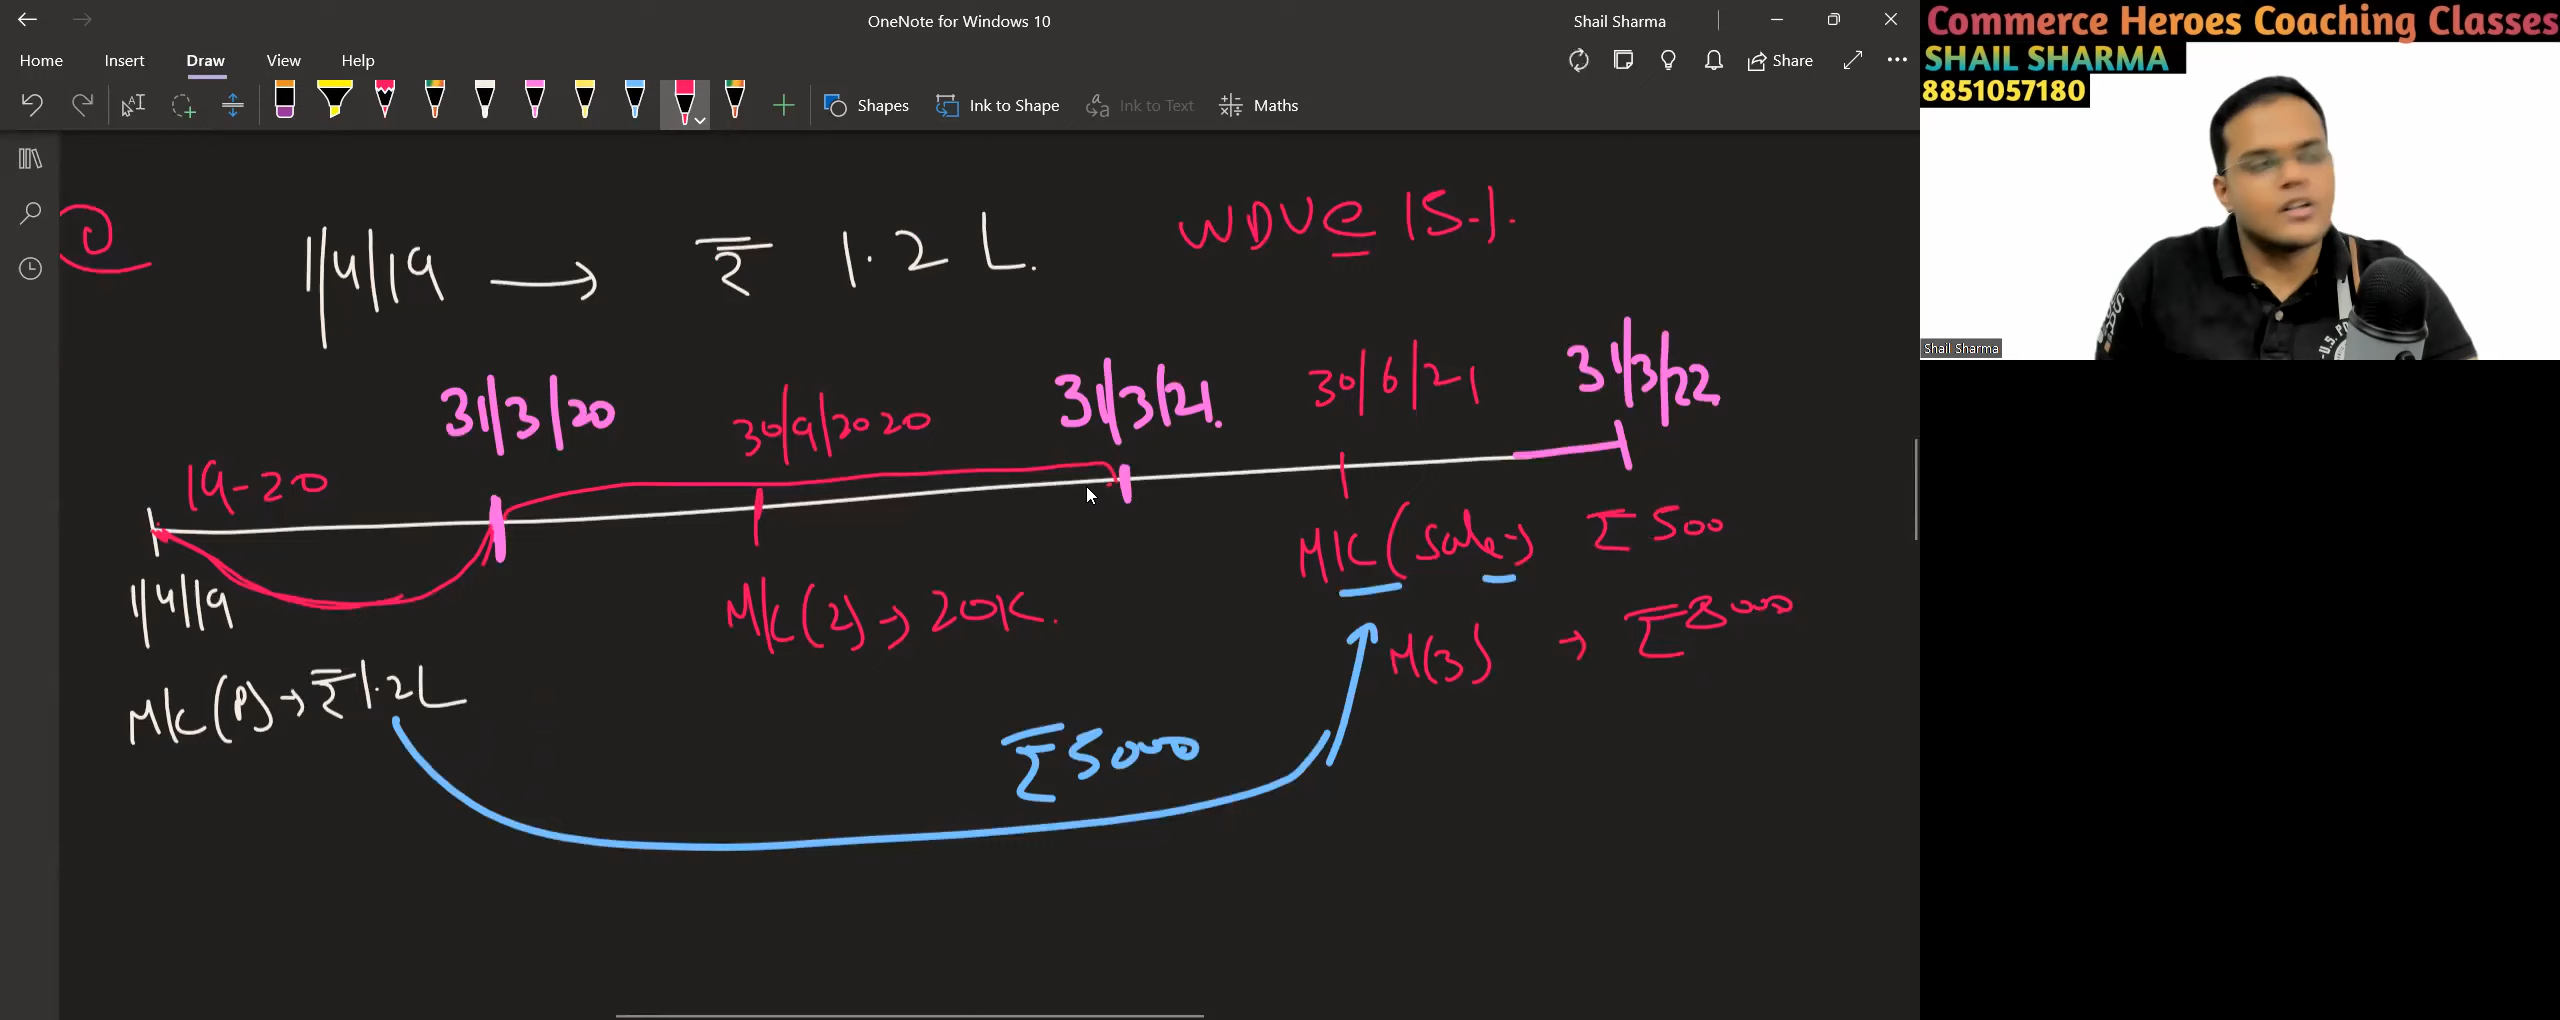 OneNote for Windows 10
Shail Sharma
Home Insert Draw View Help
Share
Shapes
Ink to Shape
Ink to Text
Maths
Commerce Heroes Coaching Classes
SHAIL SHARMA
8851057180
Shail Sharma
1/4/19 → ₹ 1.2 L.
WDV @ 15%.
31/3/20
30/9/2020
31/3/21.
30/6/21
31/3/22
19-20
1/4/19
M/C (P) → ₹ 1.2L
M/C (2) → 20K.
M/C (Sale) ₹ 500
M(3) → ₹ 8000
₹ 5000